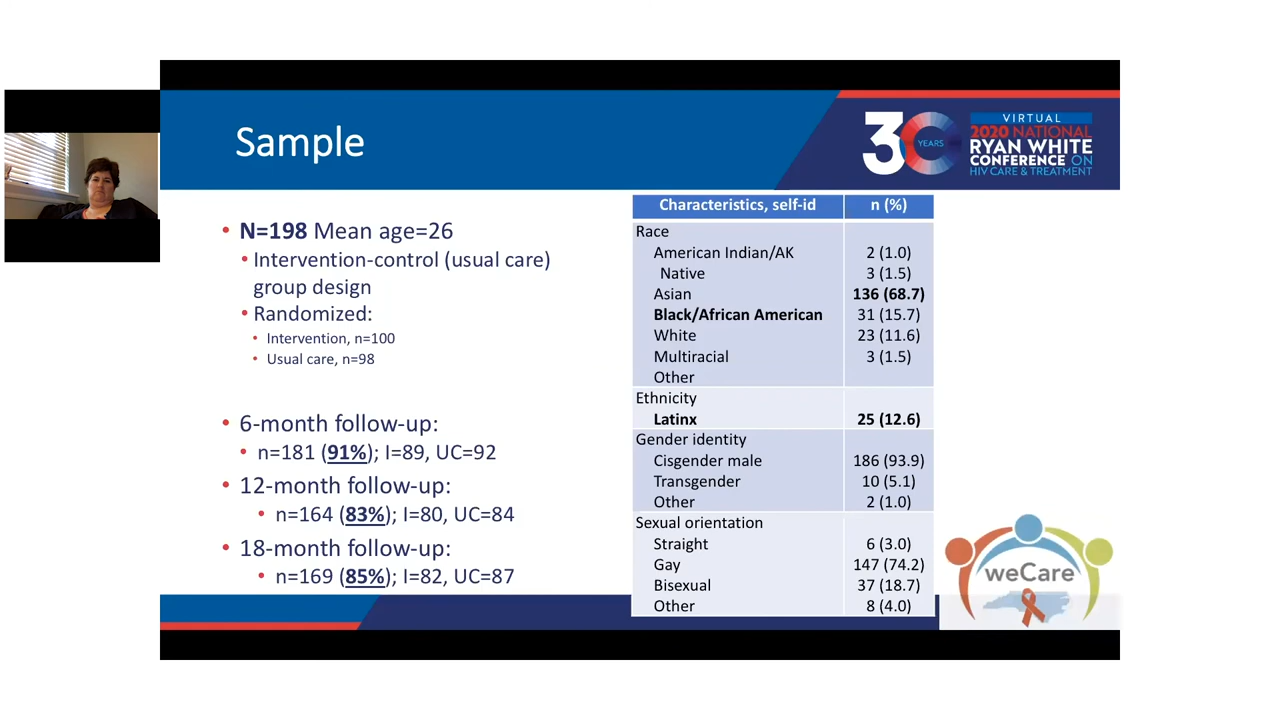 Sample
30
YEARS
VIRTUAL
2020 NATIONAL
RYAN WHITE
CONFERENCE ON
HIV CARE & TREATMENT
• N=198 Mean age=26
• Intervention-control (usual care)
group design
• Randomized:
• Intervention, n=100
• Usual care, n=98
• 6-month follow-up:
• n=181 (91%); I=89, UC=92
• 12-month follow-up:
• n=164 (83%); I=80, UC=84
• 18-month follow-up:
• n=169 (85%); I=82, UC=87
Characteristics, self-id n (%)
Race
American Indian/AK 2 (1.0)
Native 3 (1.5)
Asian 136 (68.7)
Black/African American 31 (15.7)
White 23 (11.6)
Multiracial 3 (1.5)
Other
Ethnicity
Latinx 25 (12.6)
Gender identity
Cisgender male 186 (93.9)
Transgender 10 (5.1)
Other 2 (1.0)
Sexual orientation
Straight 6 (3.0)
Gay 147 (74.2)
Bisexual 37 (18.7)
Other 8 (4.0)
weCare